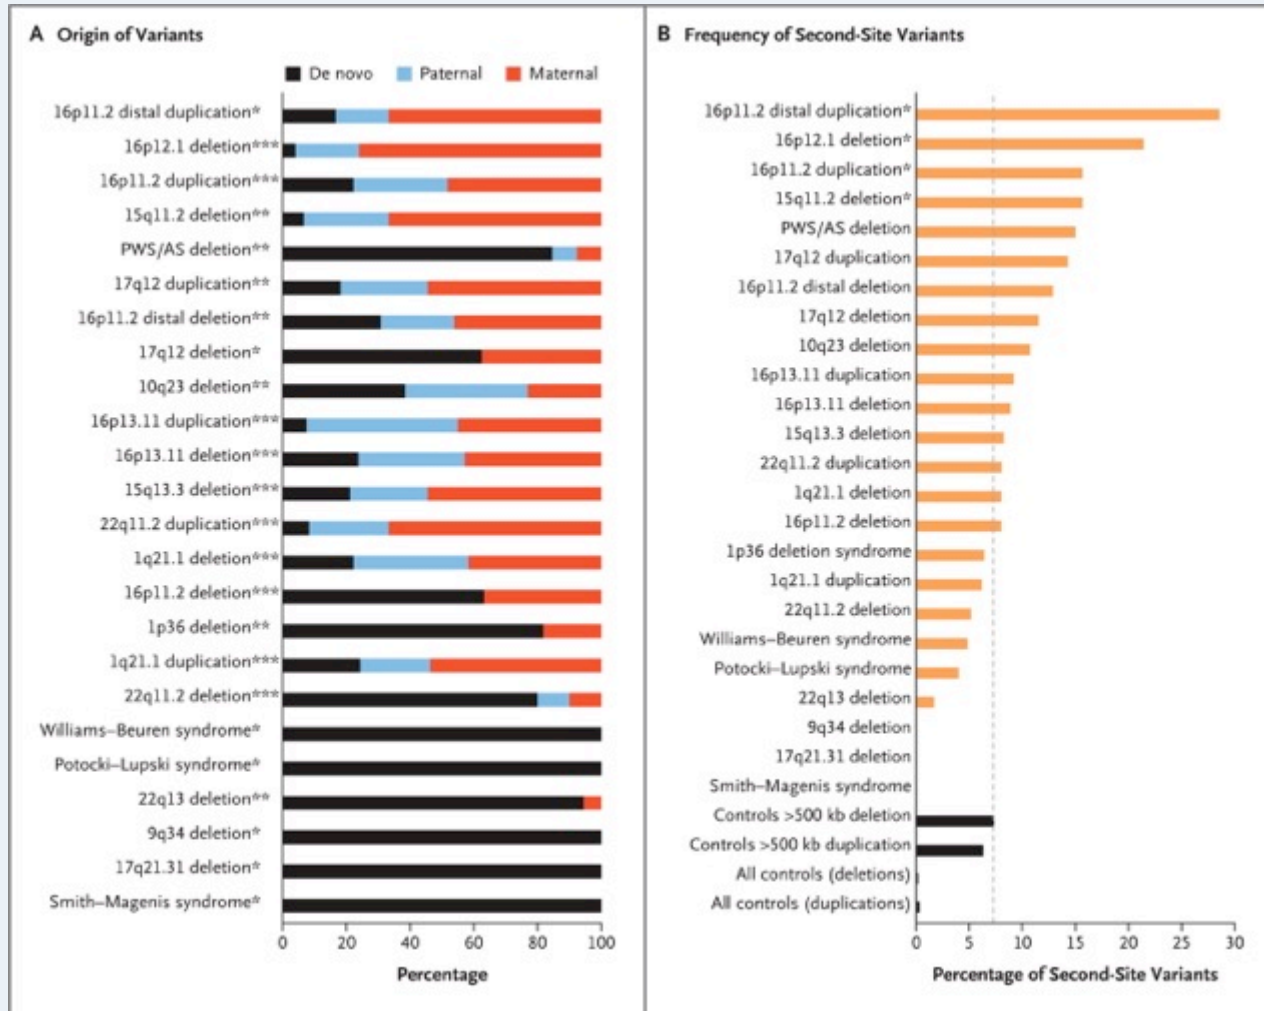 A Origin of Variants
De novo Paternal Maternal
16p11.2 distal duplication*
16p12.1 deletion***
16p11.2 duplication***
15q11.2 deletion**
PWS/AS deletion**
17q12 duplication**
16p11.2 distal deletion**
17q12 deletion*
10q23 deletion**
16p13.11 duplication***
16p13.11 deletion***
15q13.3 deletion***
22q11.2 duplication***
1q21.1 deletion***
16p11.2 deletion***
1p36 deletion**
1q21.1 duplication***
22q11.2 deletion***
Williams–Beuren syndrome*
Potocki–Lupski syndrome*
22q13 deletion**
9q34 deletion*
17q21.31 deletion*
Smith–Magenis syndrome*
0 20 40 60 80 100
Percentage
B Frequency of Second-Site Variants
16p11.2 distal duplication*
16p12.1 deletion*
16p11.2 duplication*
15q11.2 deletion*
PWS/AS deletion
17q12 duplication
16p11.2 distal deletion
17q12 deletion
10q23 deletion
16p13.11 duplication
16p13.11 deletion
15q13.3 deletion
22q11.2 duplication
1q21.1 deletion
16p11.2 deletion
1p36 deletion syndrome
1q21.1 duplication
22q11.2 deletion
Williams–Beuren syndrome
Potocki–Lupski syndrome
22q13 deletion
9q34 deletion
17q21.31 deletion
Smith–Magenis syndrome
Controls >500 kb deletion
Controls >500 kb duplication
All controls (deletions)
All controls (duplications)
0 5 10 15 20 25 30
Percentage of Second-Site Variants